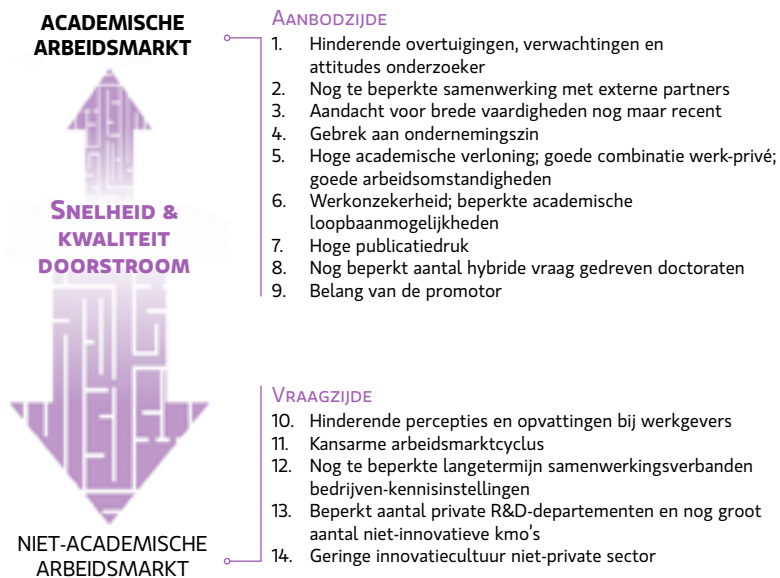 ACADEMISCHE
ARBEIDSMARKT
AANBODZIJDE
1. Hinderende overtuigingen, verwachtingen en
attitudes onderzoeker
2. Nog te beperkte samenwerking met externe partners
3. Aandacht voor brede vaardigheden nog maar recent
4. Gebrek aan ondernemingszin
5. Hoge academische verloning; goede combinatie werk-privé;
goede arbeidsomstandigheden
6. Werkonzekerheid; beperkte academische
loopbaanmogelijkheden
7. Hoge publicatiedruk
8. Nog beperkt aantal hybride vraag gedreven doctoraten
9. Belang van de promotor
SNELHEID &
KWALITEIT
DOORSTROOM
VRAAGZIJDE
10. Hinderende percepties en opvattingen bij werkgevers
11. Kansarme arbeidsmarktcyclus
12. Nog te beperkte langetermijn samenwerkingsverbanden
bedrijven-kennisinstellingen
13. Beperkt aantal private R&D-departementen en nog groot
aantal niet-innovatieve kmo's
14. Geringe innovatiecultuur niet-private sector
NIET-ACADEMISCHE
ARBEIDSMARKT